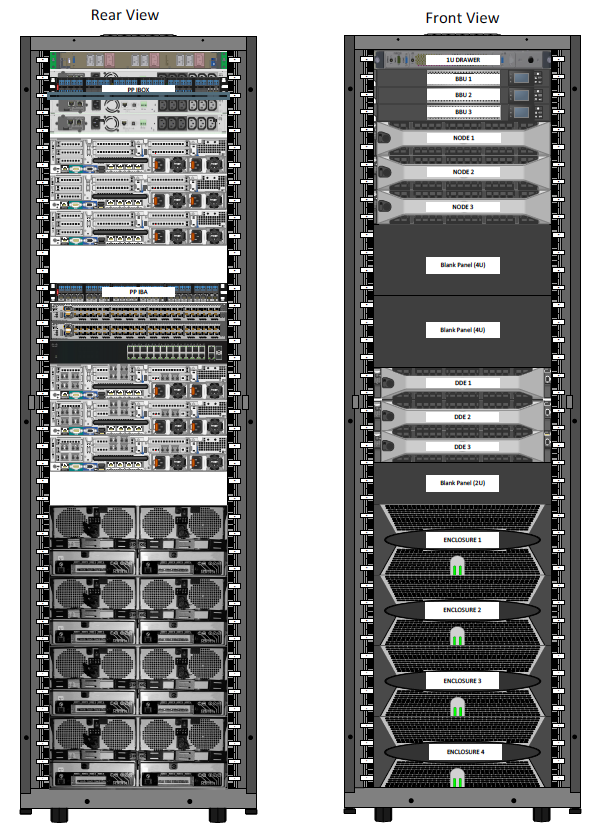 Rear View
PP IBOX
PP IBA
Front View
1U DRAWER
BBU 1
BBU 2
BBU 3
NODE 1
NODE 2
NODE 3
Blank Panel (4U)
Blank Panel (4U)
DDE 1
DDE 2
DDE 3
Blank Panel (2U)
ENCLOSURE 1
ENCLOSURE 2
ENCLOSURE 3
ENCLOSURE 4